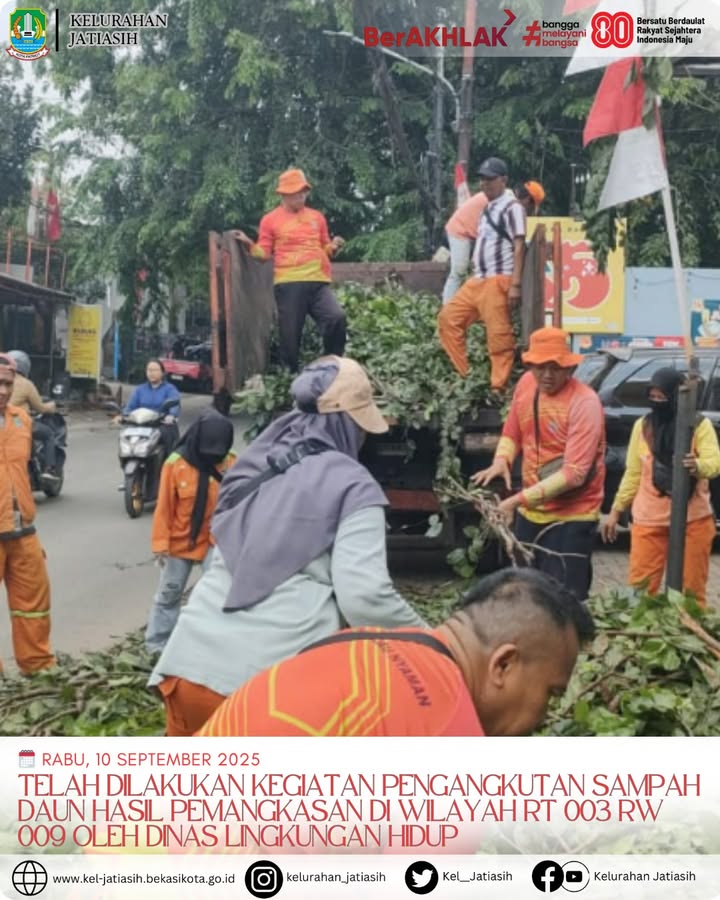 KELURAHAN
JATIASIH
BerAKHLAK
#bangga
melayani
bangsa
80
Bersatu Berdaulat
Rakyat Sejahtera
Indonesia Maju
NYAMAN
RABU, 10 SEPTEMBER 2025
TELAH DILAKUKAN KEGIATAN PENGANGKUTAN SAMPAH
DAUN HASIL PEMANGKASAN DI WILAYAH RT 003 RW
009 OLEH DINAS LINGKUNGAN HIDUP
www.kel-jatiasih.bekasikota.go.id
kelurahan_jatiasih
Kel__Jatiasih
Kelurahan Jatiasih